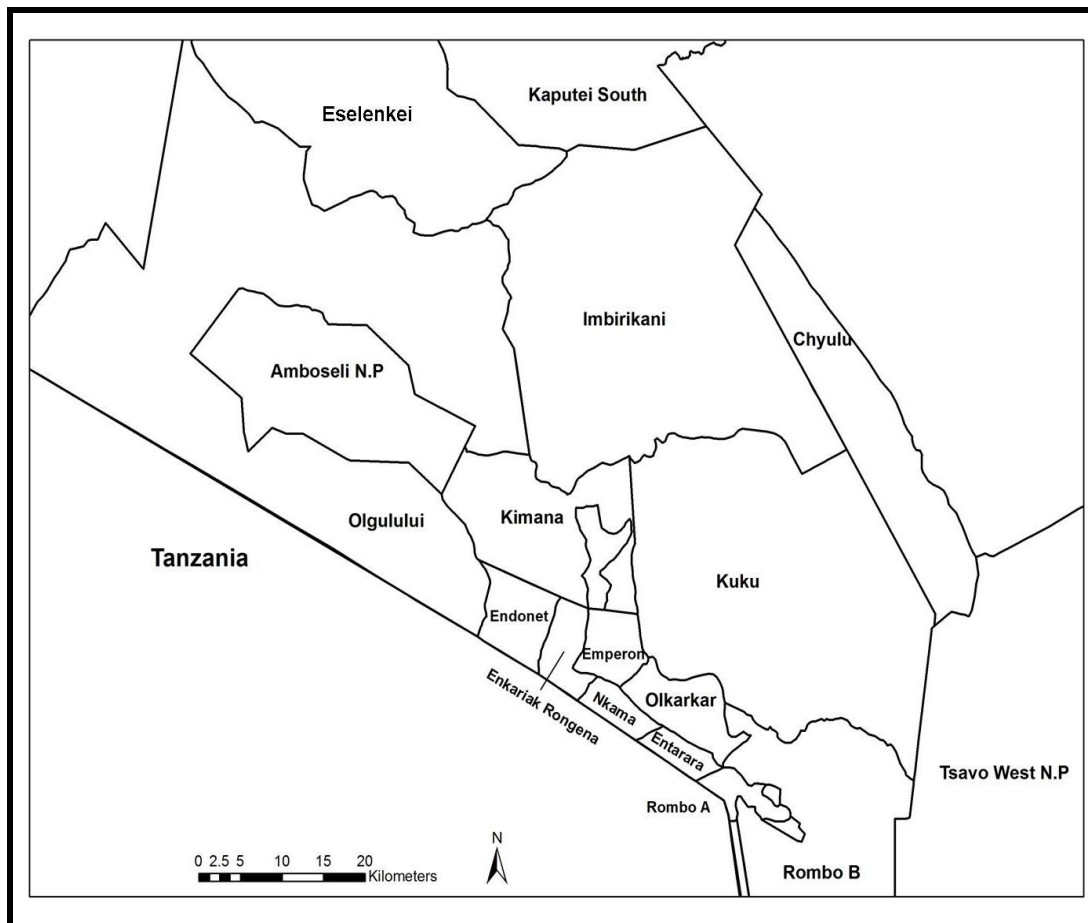 Kaputei South
Eselenkei
Imbirikani
Chyulu
Amboseli N.P
Kimana
Olgululuiui
Tanzania
Kuku
Endonet
Emperon
Enkariak Rongena
Nkama
Olkarkar
Entarara
Tsavo West N.P
Rombo A
Rombo B
N
0 2.5 5 10 15 20
Kilometers